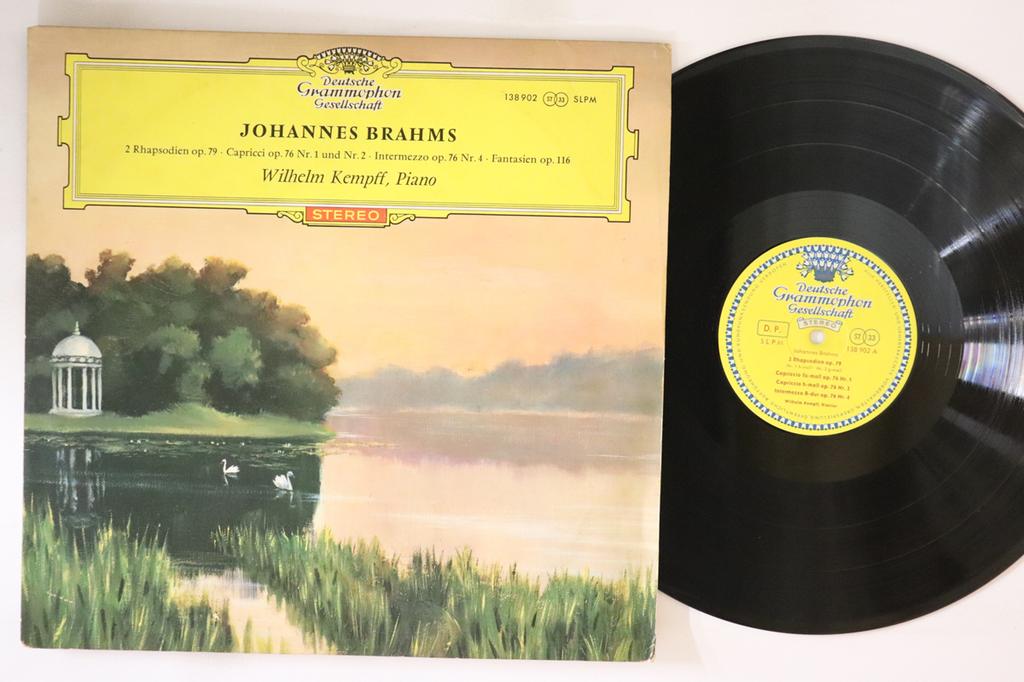 Deutsche
Grammophon
Gesellschaft
138 902 ST 33 SLPM
JOHANNES BRAHMS
2 Rhapsodien op. 79 · Capricci op. 76 Nr. 1 und Nr. 2 · Intermezzo op. 76 Nr. 4 · Fantasien op. 116
Wilhelm Kempff, Piano
STEREO
Deutsche
Grammophon
Gesellschaft
STEREO
D. P.
ST 33
SLPM
138 902 A
Johannes Brahms
2 Rhapsodien op. 79
Capriccio fis-moll op. 76 Nr. 1
Capriccio h-moll op. 76 Nr. 2
Intermezzo B-dur op. 76 Nr. 4
Wilhelm Kempff, Klavier